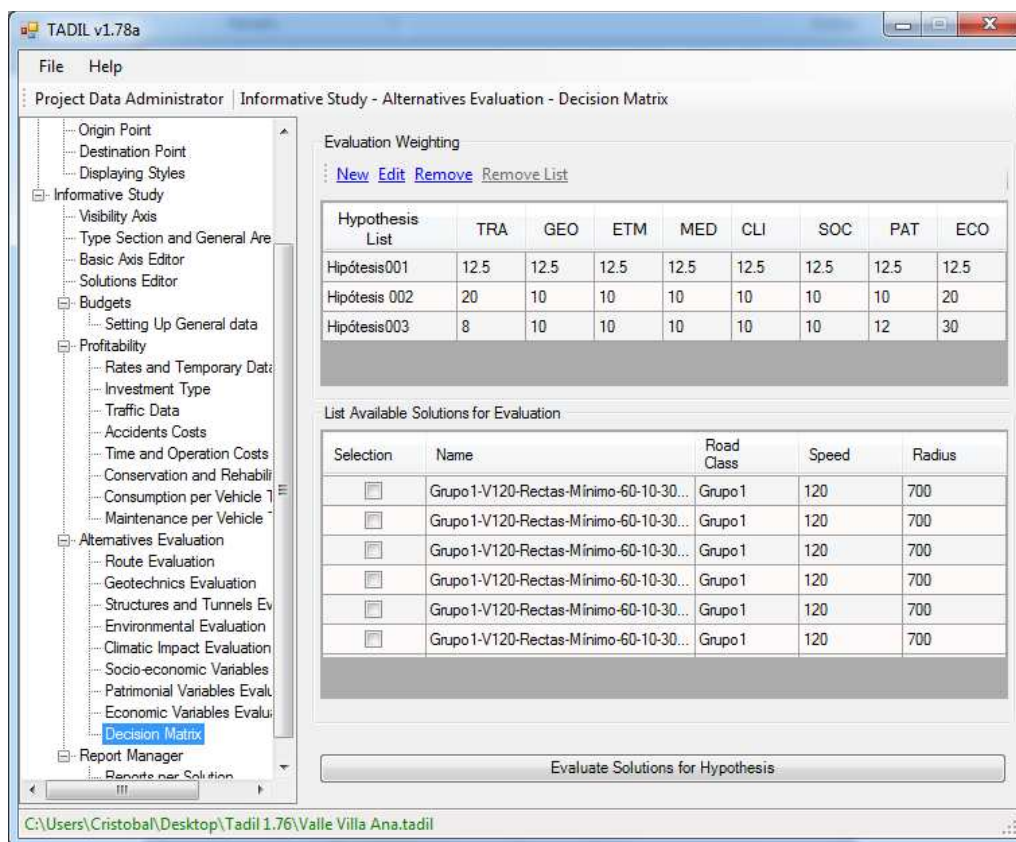 TADIL v1.78a
File Help
Project Data Administrator Informative Study - Alternatives Evaluation - Decision Matrix
Origin Point
Destination Point
Displaying Styles
Informative Study
Visibility Axis
Type Section and General Are
Basic Axis Editor
Solutions Editor
Budgets
Setting Up General data
Profitability
Rates and Temporary Data
Investment Type
Traffic Data
Accidents Costs
Time and Operation Costs
Conservation and Rehabili
Consumption per Vehicle T
Maintenance per Vehicle T
Alternatives Evaluation
Route Evaluation
Geotechnics Evaluation
Structures and Tunnels Ev
Environmental Evaluation
Climatic Impact Evaluation
Socio-economic Variables
Patrimonial Variables Evalu
Economic Variables Evalua
Decision Matrix
Report Manager
Reports per Solution
Evaluation Weighting
New Edit Remove Remove List
Hypothesis List TRA GEO ETM MED CLI SOC PAT ECO
Hipótesis001 12.5 12.5 12.5 12.5 12.5 12.5 12.5 12.5
Hipótesis 002 20 10 10 10 10 10 10 20
Hipótesis003 8 10 10 10 10 10 12 30
List Available Solutions for Evaluation
Selection Name Road Class Speed Radius
Grupo1-V120-Rectas-Mínimo-60-10-30... Grupo1 120 700
Grupo1-V120-Rectas-Mínimo-60-10-30... Grupo1 120 700
Grupo1-V120-Rectas-Mínimo-60-10-30... Grupo1 120 700
Grupo1-V120-Rectas-Mínimo-60-10-30... Grupo1 120 700
Grupo1-V120-Rectas-Mínimo-60-10-30... Grupo1 120 700
Grupo1-V120-Rectas-Mínimo-60-10-30... Grupo1 120 700
Evaluate Solutions for Hypothesis
C:\Users\Cristobal\Desktop\Tadil 1.76\Valle Villa Ana.tadil